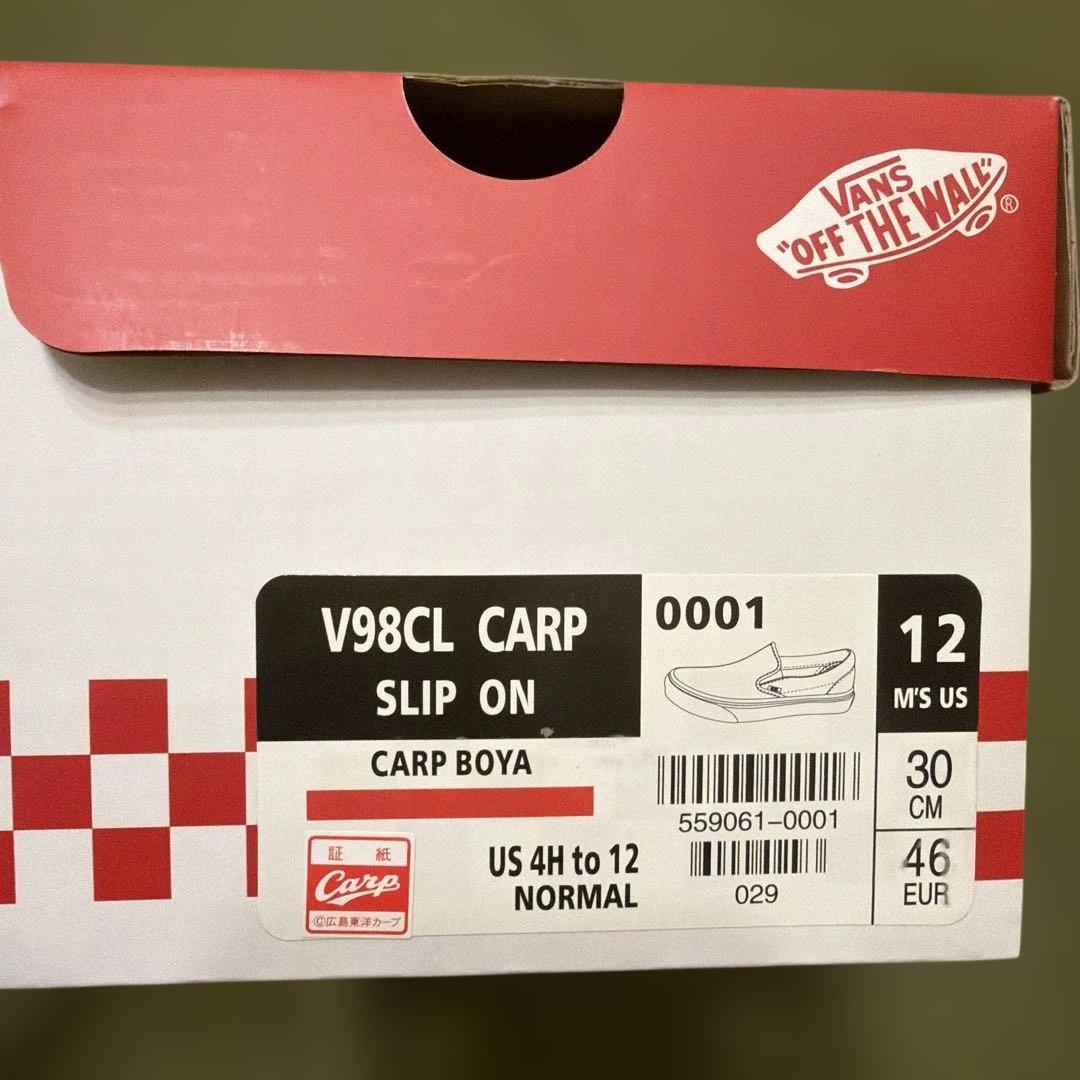 VANS
"OFF THE WALL"
®
V98CL CARP
SLIP ON
0001
12
M'S US
CARP BOYA
30
CM
559061-0001
US 4H to 12
NORMAL
029
46
EUR
証 紙
Carp
©広島東洋カープ